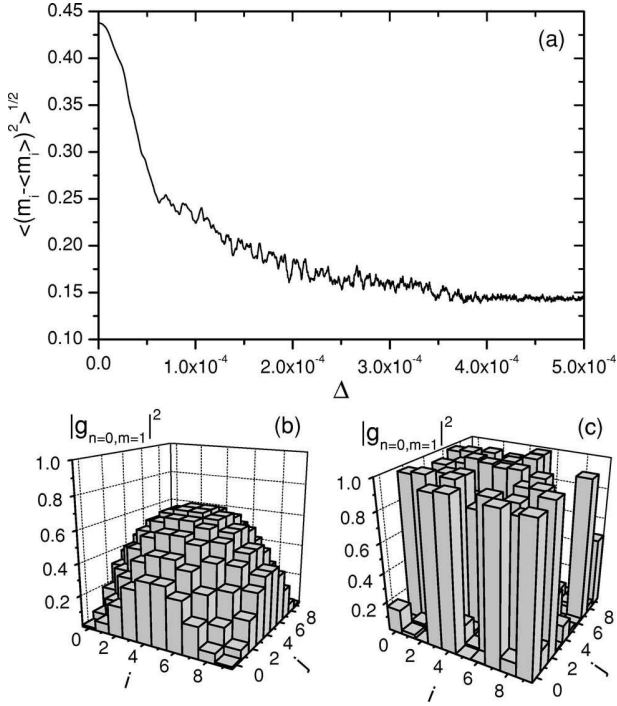 0.45
(a)
0.40
0.35
0.30
0.25
0.20
0.15
0.10
<(m_i-<m_i>)^2>^{1/2}
0.0 1.0x10^{-4} 2.0x10^{-4} 3.0x10^{-4} 4.0x10^{-4} 5.0x10^{-4}
Δ
|g_{n=0,m=1}|^2
(b)
1.0
0.8
0.6
0.4
0.2
0 2 4 6 8
i
0 2 4 6 8
j
|g_{n=0,m=1}|^2
(c)
1.0
0.8
0.6
0.4
0.2
0 2 4 6 8
i
0 2 4 6 8
j